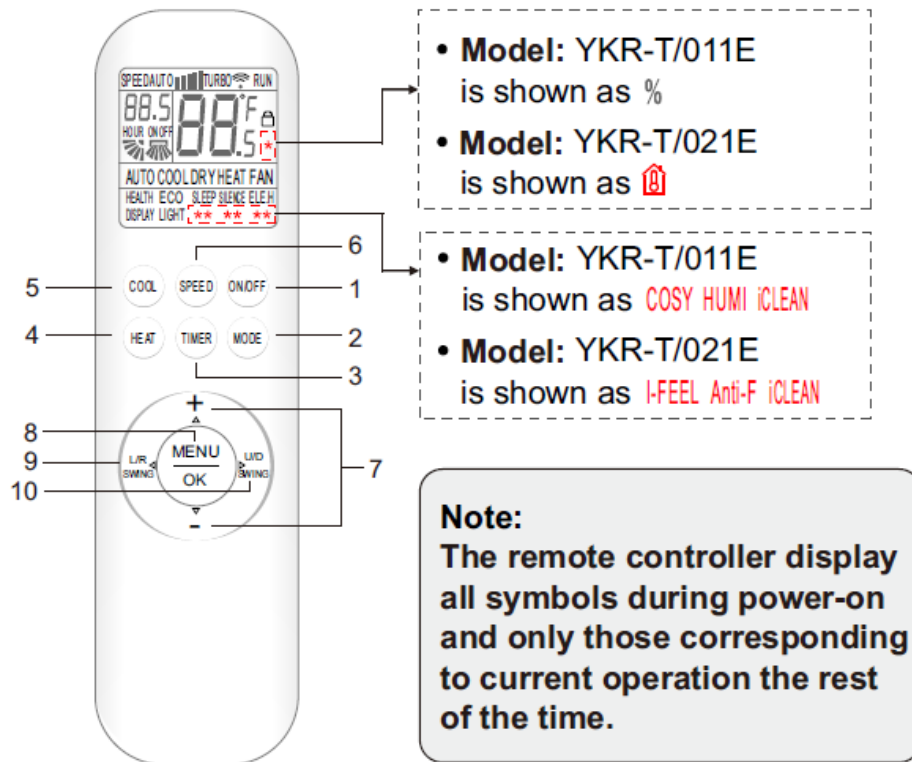 SPEED AUTO TURBO RUN
88.5 88.5 °F
HOUR ON OFF
*
AUTO COOL DRY HEAT FAN
HEALTH ECO SLEEP SILENCE ELE.H
DISPLAY LIGHT ** ** **
6
5 COOL SPEED ON/OFF 1
4 HEAT TIMER MODE 2
3
+
8
9 L/R SWING MENU U/D SWING 7
10 OK
-
• Model: YKR-T/011E
is shown as %
• Model: YKR-T/021E
is shown as
• Model: YKR-T/011E
is shown as COSY HUMI iCLEAN
• Model: YKR-T/021E
is shown as I-FEEL Anti-F iCLEAN
Note:
The remote controller display
all symbols during power-on
and only those corresponding
to current operation the rest
of the time.